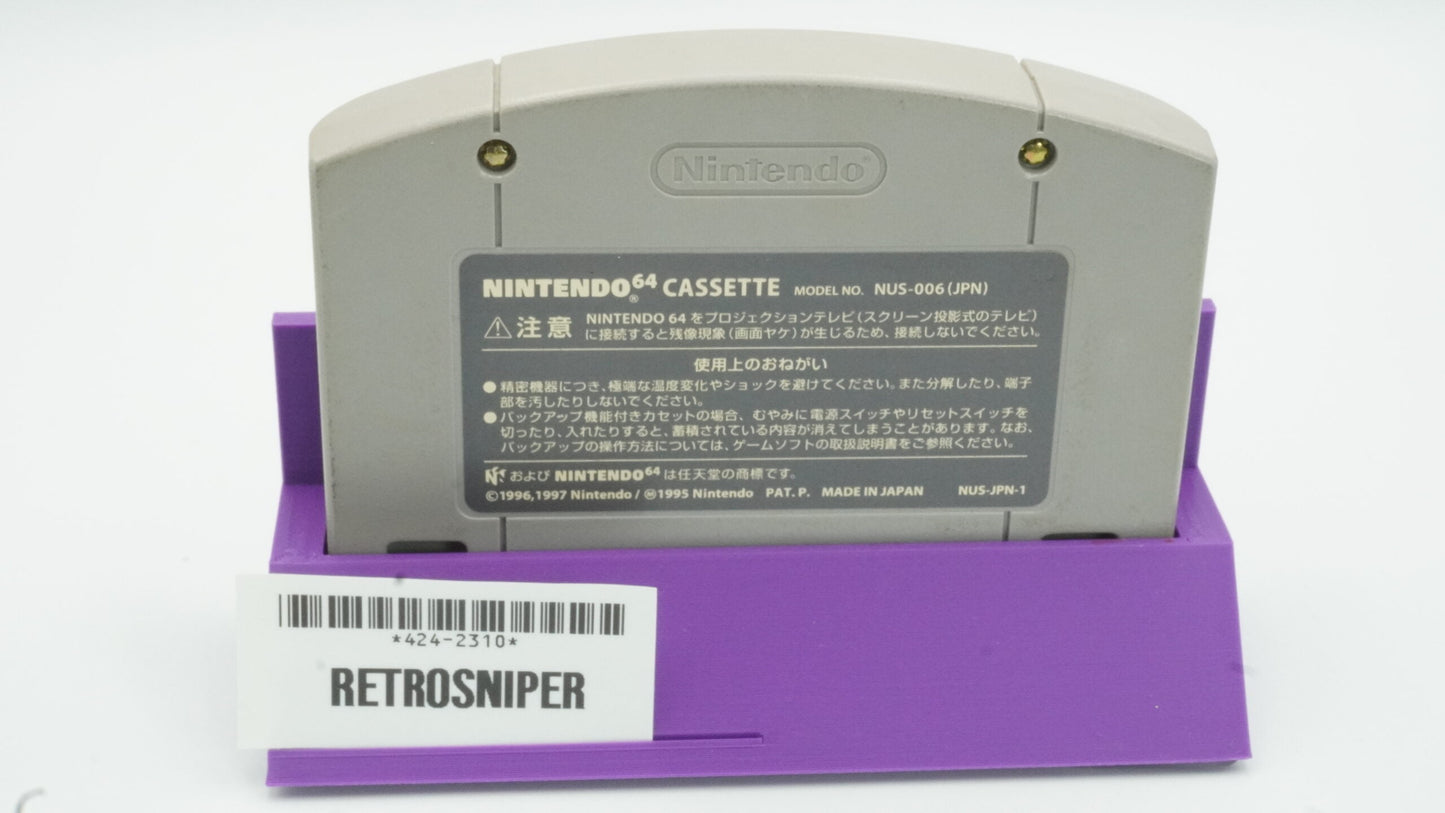 Nintendo®
NINTENDO64® CASSETTE MODEL NO. NUS-006(JPN)
⚠注意 NINTENDO 64 をプロジェクションテレビ(スクリーン投影式のテレビ)
に接続すると残像現象(画面ヤケ)が生じるため、接続しないでください。
使用上のおねがい
●精密機器につき、極端な温度変化やショックを避けてください。また分解したり、端子
部を汚したりしないでください。
●バックアップ機能付きカセットの場合、むやみに電源スイッチやリセットスイッチを
切ったり、入れたりすると、蓄積されている内容が消えてしまうことがあります。なお、
バックアップの操作方法については、ゲームソフトの取扱説明書をご参照ください。
および NINTENDO64 は任天堂の商標です。
©1996,1997 Nintendo / Ⓜ1995 Nintendo PAT. P. MADE IN JAPAN NUS-JPN-1
*424-2310*
RETROSNIPER